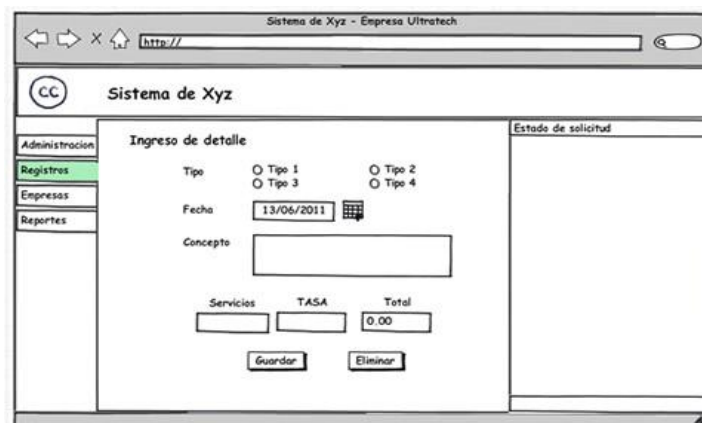 Sistema de Xyz - Empresa Ultratech
X
http://
CC
Sistema de Xyz
Administracion
Registros
Empresas
Reportes
Ingreso de detalle
Tipo
Tipo 1
Tipo 2
Tipo 3
Tipo 4
Fecha
13/06/2011
Concepto
Servicios
TASA
Total
0.00
Guardar
Eliminar
Estado de solicitud